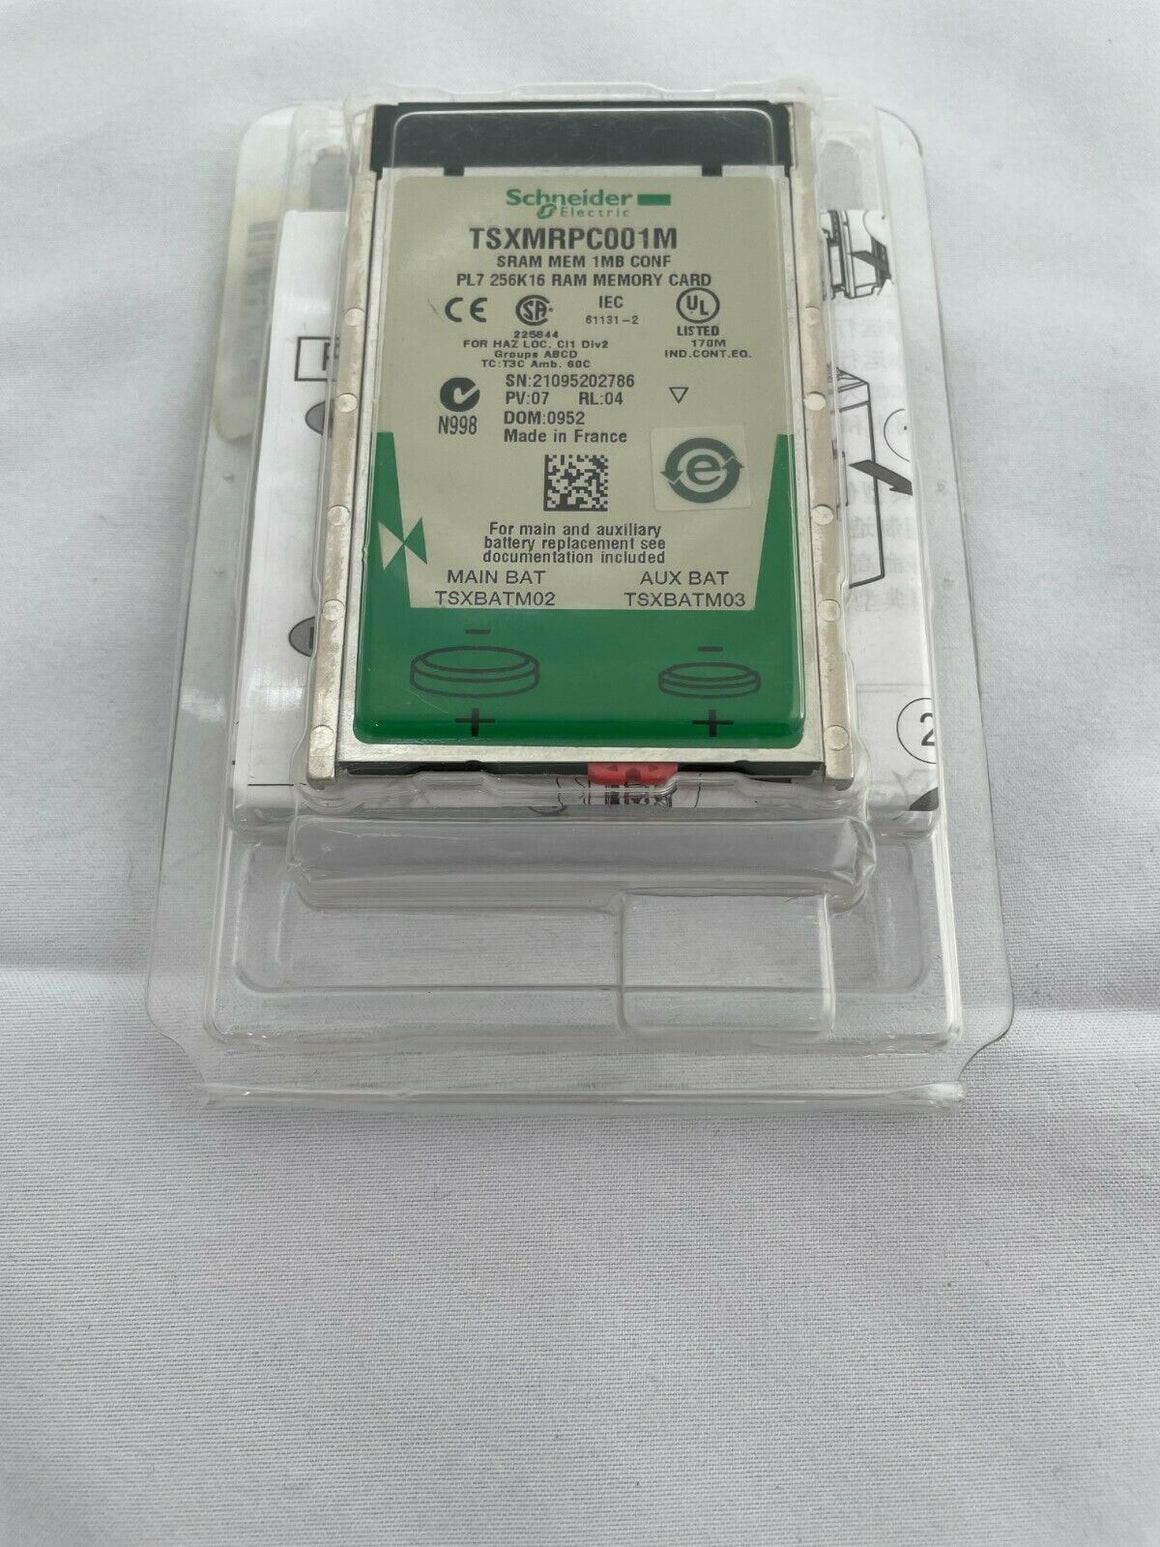 Schneider
Electric
TSXMRPC001M
SRAM MEM 1MB CONF
PL7 256K16 RAM MEMORY CARD
CE SA IEC UL
61131-2
225844 LISTED
FOR HAZ LOC. Cl1 Div2 170M
Groups ABCD IND.CONT.EQ.
TC:T3C Amb. 60C
SN:21095202786
PV:07 RL:04
N998 DOM:0952
Made in France
e
For main and auxiliary
battery replacement see
documentation included
MAIN BAT AUX BAT
TSXBATM02 TSXBATM03
- -
+ +
2